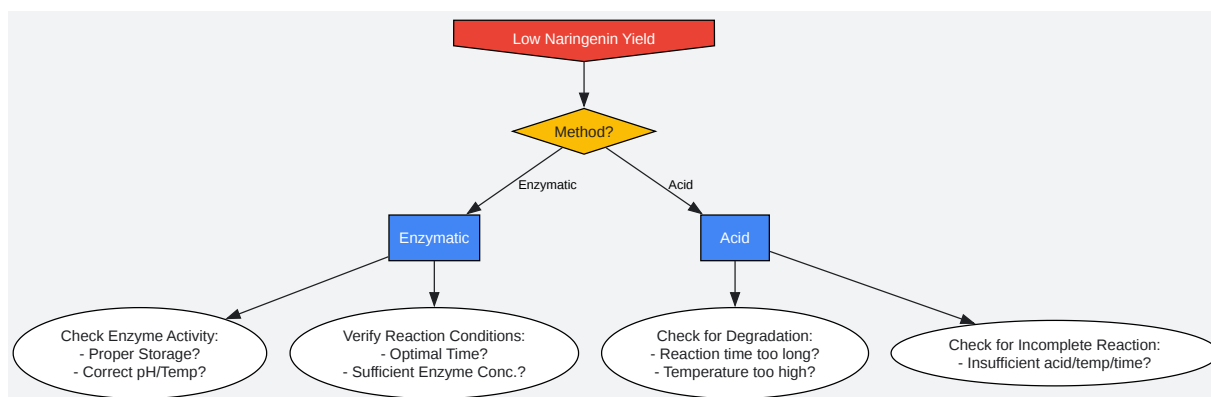 Low Naringenin Yield
Method?
Enzymatic
Acid
Enzymatic
Acid
Check Enzyme Activity:
- Proper Storage?
- Correct pH/Temp?
Verify Reaction Conditions:
- Optimal Time?
- Sufficient Enzyme Conc.?
Check for Degradation:
- Reaction time too long?
- Temperature too high?
Check for Incomplete Reaction:
- Insufficient acid/temp/time?